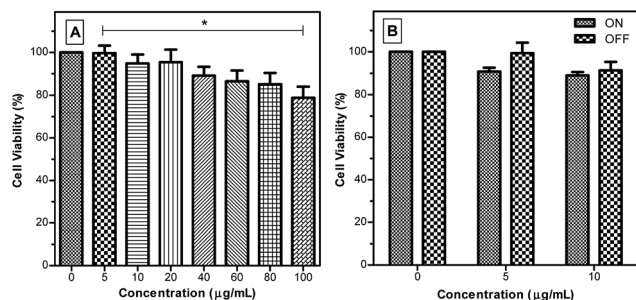 A
*
Cell Viability (%)
100
80
60
40
20
0
0 5 10 20 40 60 80 100
Concentration (μg/mL)
B
ON
OFF
Cell Viability (%)
100
80
60
40
20
0
0 5 10
Concentration (μg/mL)